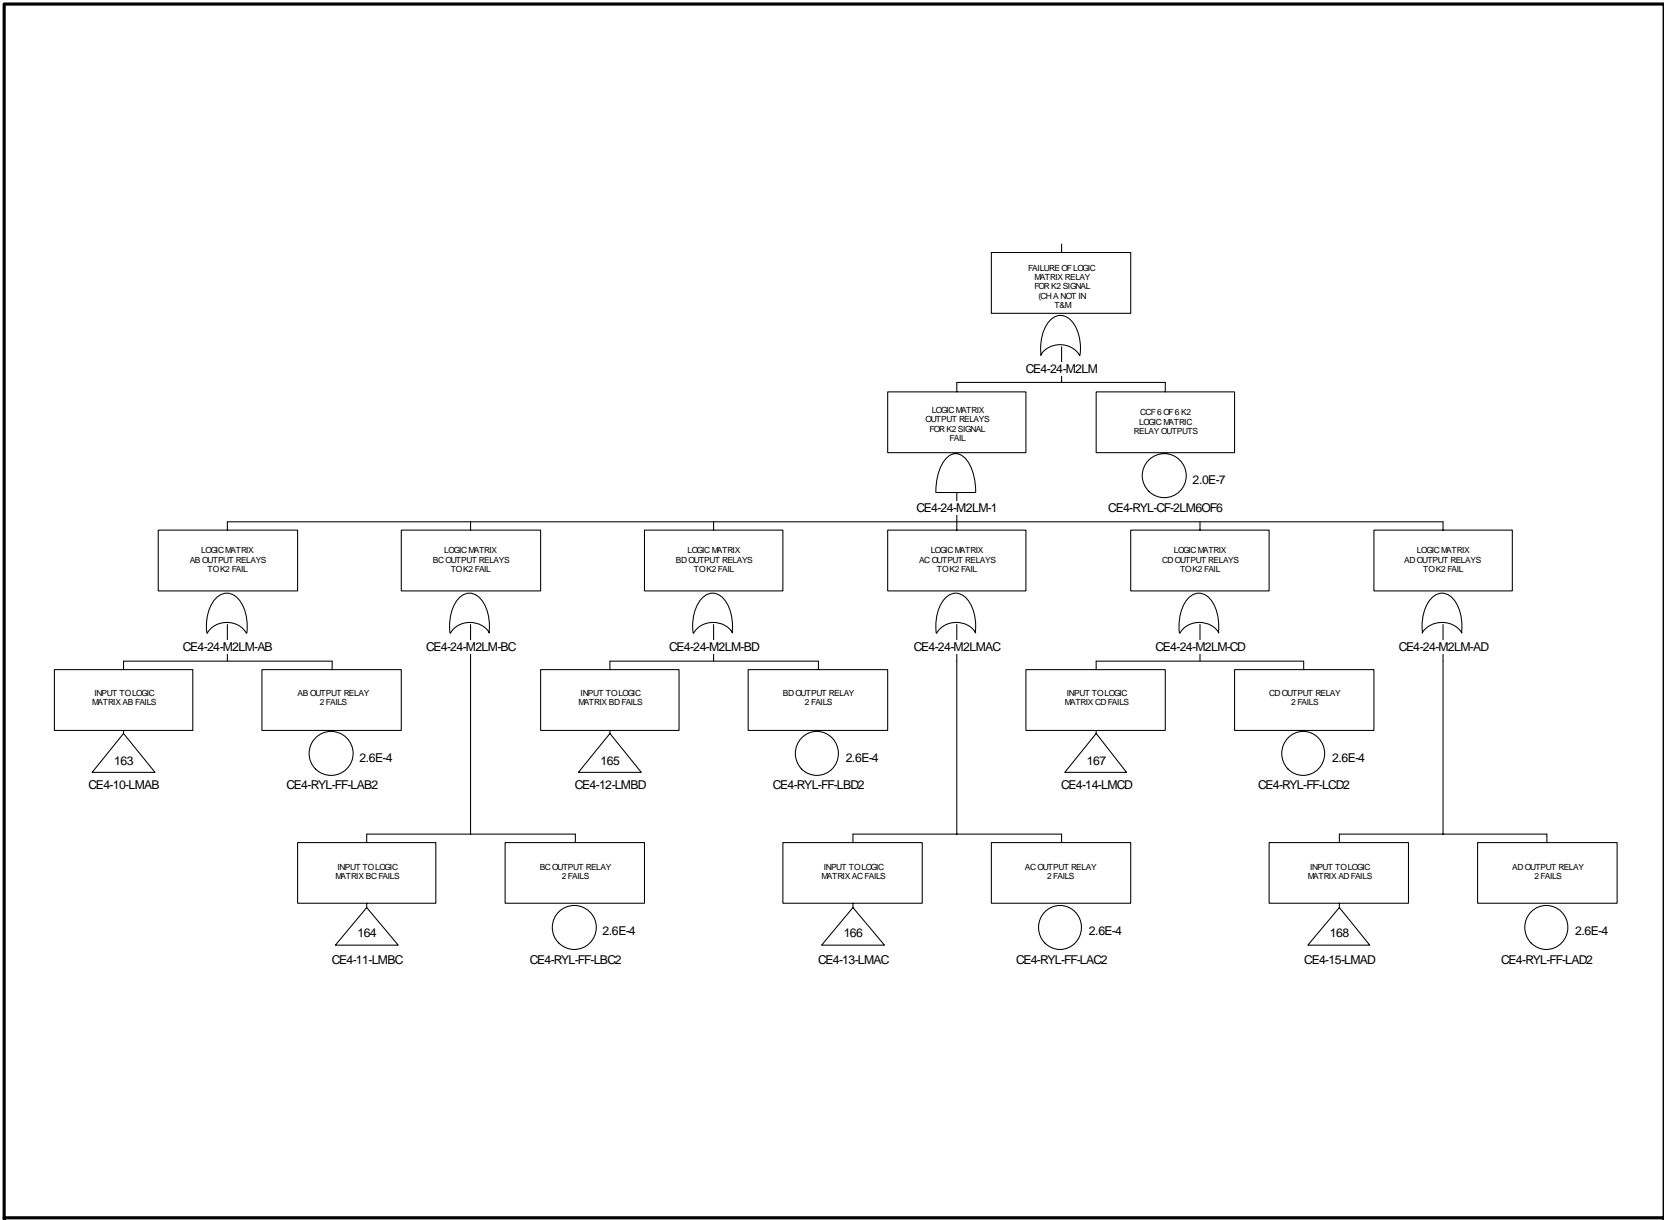 FAILURE OF LOGIC
MATRIX RELAY
FOR K2 SIGNAL
(CH A NOT IN
T&M
CE4-24-M2LM
LOGIC MATRIX
OUTPUT RELAYS
FOR K2 SIGNAL
FAIL
CE4-24-M2LM-1
CCF 6 OF 6 K2
LOGIC MATRIC
RELAY OUTPUTS
2.0E-7
CE4-RYL-CF-2LM6OF6
LOGIC MATRIX
AB OUTPUT RELAYS
TO K2 FAIL
CE4-24-M2LM-AB
LOGIC MATRIX
BC OUTPUT RELAYS
TO K2 FAIL
CE4-24-M2LM-BC
LOGIC MATRIX
BD OUTPUT RELAYS
TO K2 FAIL
CE4-24-M2LM-BD
LOGIC MATRIX
AC OUTPUT RELAYS
TO K2 FAIL
CE4-24-M2LMAC
LOGIC MATRIX
CD OUTPUT RELAYS
TO K2 FAIL
CE4-24-M2LM-CD
LOGIC MATRIX
AD OUTPUT RELAYS
TO K2 FAIL
CE4-24-M2LM-AD
INPUT TO LOGIC
MATRIX AB FAILS
163
CE4-10-LMAB
AB OUTPUT RELAY
2 FAILS
2.6E-4
CE4-RYL-FF-LAB2
INPUT TO LOGIC
MATRIX BD FAILS
165
CE4-12-LMBD
BD OUTPUT RELAY
2 FAILS
2.6E-4
CE4-RYL-FF-LBD2
INPUT TO LOGIC
MATRIX CD FAILS
167
CE4-14-LMCD
CD OUTPUT RELAY
2 FAILS
2.6E-4
CE4-RYL-FF-LCD2
INPUT TO LOGIC
MATRIX BC FAILS
164
CE4-11-LMBC
BC OUTPUT RELAY
2 FAILS
2.6E-4
CE4-RYL-FF-LBC2
INPUT TO LOGIC
MATRIX AC FAILS
166
CE4-13-LMAC
AC OUTPUT RELAY
2 FAILS
2.6E-4
CE4-RYL-FF-LAC2
INPUT TO LOGIC
MATRIX AD FAILS
168
CE4-15-LMAD
AD OUTPUT RELAY
2 FAILS
2.6E-4
CE4-RYL-FF-LAD2